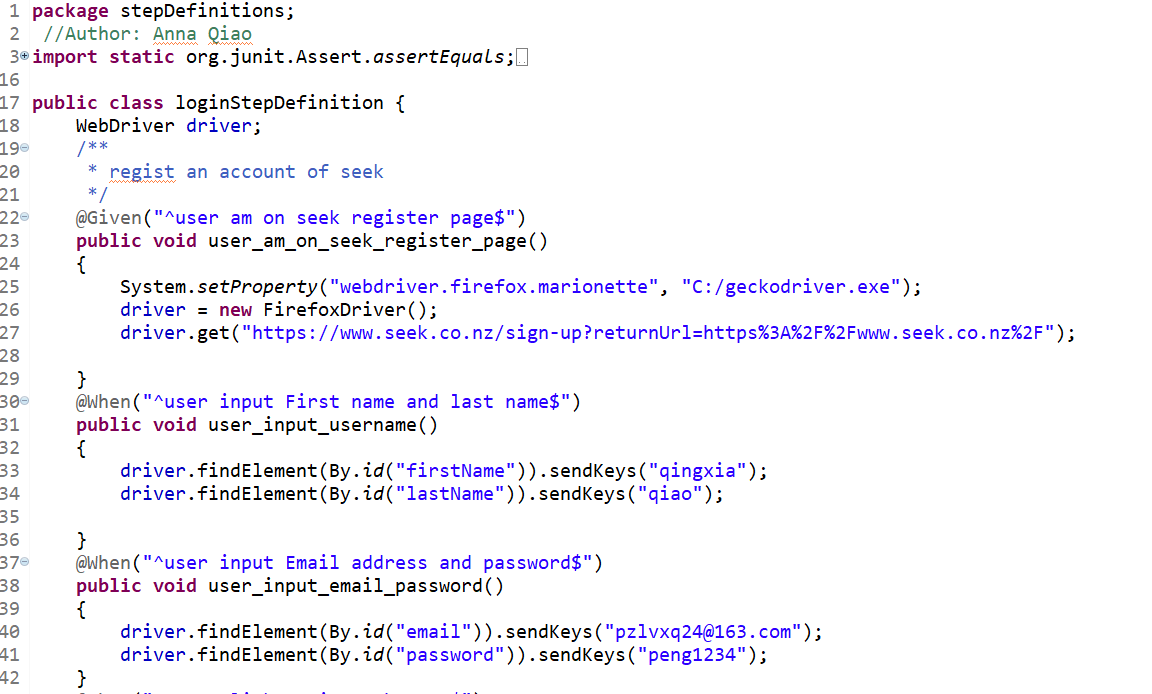 1 package stepDefinitions;
2 //Author: Anna Qiao
3 import static org.junit.Assert.assertEquals;
16
17 public class loginStepDefinition {
18 WebDriver driver;
19 /**
20 * regist an account of seek
21 */
22 @Given("^user am on seek register page$")
23 public void user_am_on_seek_register_page()
24 {
25 System.setProperty("webdriver.firefox.marionette", "C:/geckodriver.exe");
26 driver = new FirefoxDriver();
27 driver.get("https://www.seek.co.nz/sign-up?returnUrl=https%3A%2F%2Fwww.seek.co.nz%2F");
28
29 }
30 @When("^user input First name and last name$")
31 public void user_input_username()
32 {
33 driver.findElement(By.id("firstName")).sendKeys("qingxia");
34 driver.findElement(By.id("lastName")).sendKeys("qiao");
35
36 }
37 @When("^user input Email address and password$")
38 public void user_input_email_password()
39 {
40 driver.findElement(By.id("email")).sendKeys("pzlvxq24@163.com");
41 driver.findElement(By.id("password")).sendKeys("peng1234");
42 }